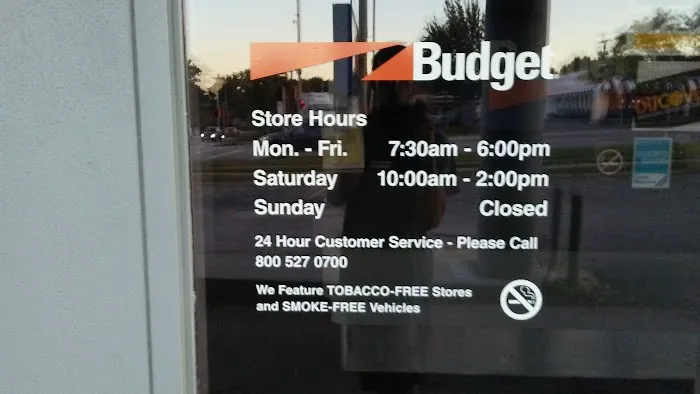 Budget
Store Hours
Mon. - Fri. 7:30am - 6:00pm
Saturday 10:00am - 2:00pm
Sunday Closed
24 Hour Customer Service - Please Call
800 527 0700
We Feature TOBACCO-FREE Stores
and SMOKE-FREE Vehicles